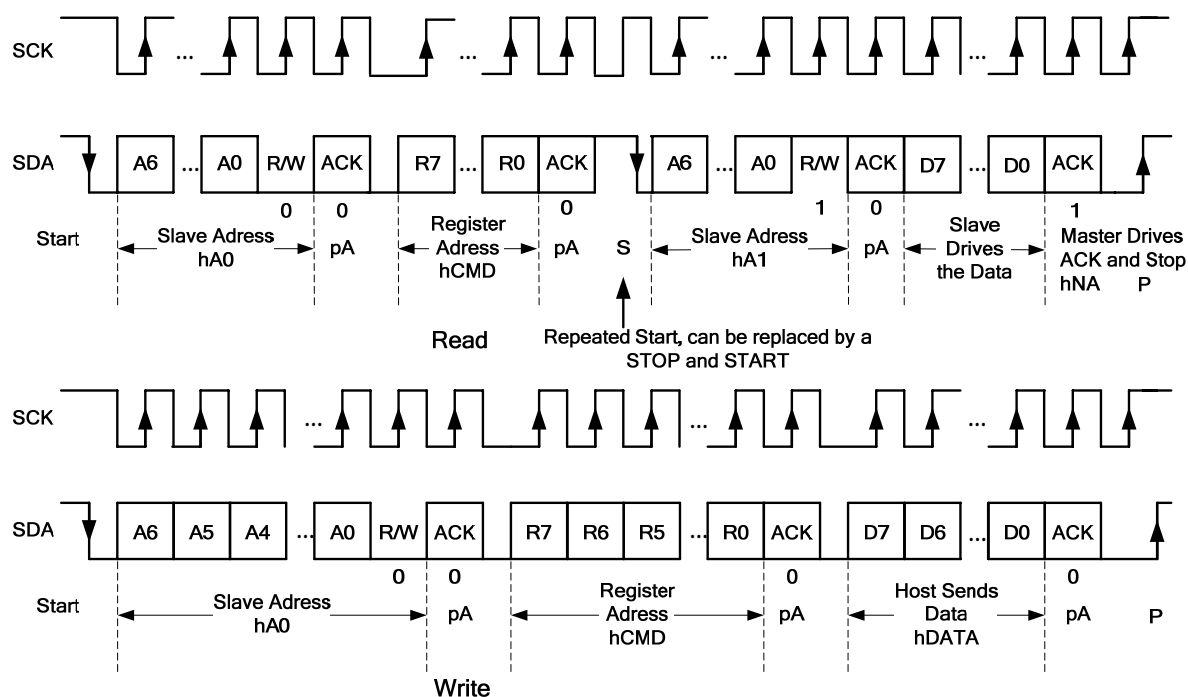 SCK
... ... ... ...
SDA A6 ... A0 R/W ACK R7 ... R0 ACK A6 ... A0 R/W ACK D7 ... D0 ACK
0 0 0 1 0 1
Start
Slave Adress
hA0
pA
Register
Adress
hCMD
pA
S
Slave Adress
hA1
pA
Slave
Drives
the Data
Master Drives
ACK and Stop
hNA P
Read
Repeated Start, can be replaced by a
STOP and START
SCK
... ... ...
SDA A6 A5 A4 ... A0 R/W ACK R7 R6 R5 ... R0 ACK D7 D6 ... D0 ACK
0 0 0 0
Start
Slave Adress
hA0
pA
Register
Adress
hCMD
pA
Host Sends
Data
hDATA
pA
P
Write